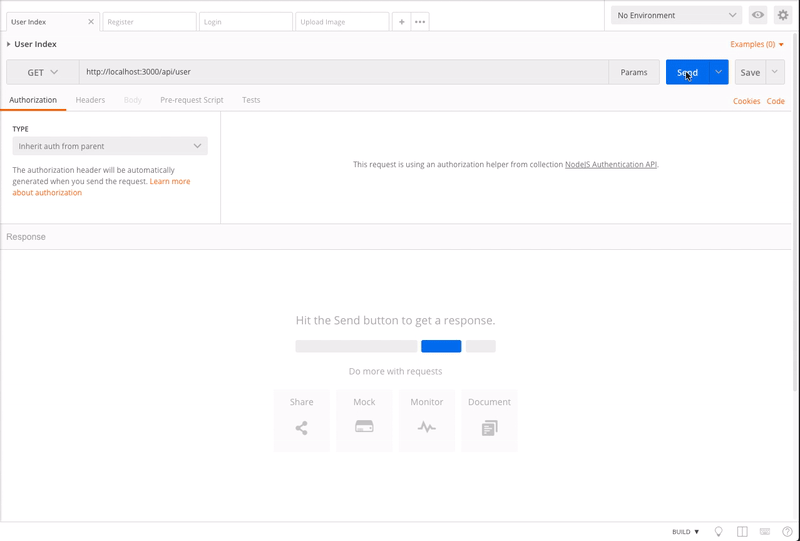 User Index
Register
Login
Upload Image
No Environment
User Index
Examples (0)
GET
http://localhost:3000/api/user
Params
Send
Save
Authorization
Headers
Body
Pre-request Script
Tests
Cookies
Code
TYPE
Inherit auth from parent
The authorization header will be automatically
generated when you send the request. Learn more
about authorization
This request is using an authorization helper from collection NodeJS Authentication API.
Response
Hit the Send button to get a response.
Do more with requests
Share
Mock
Monitor
Document
BUILD